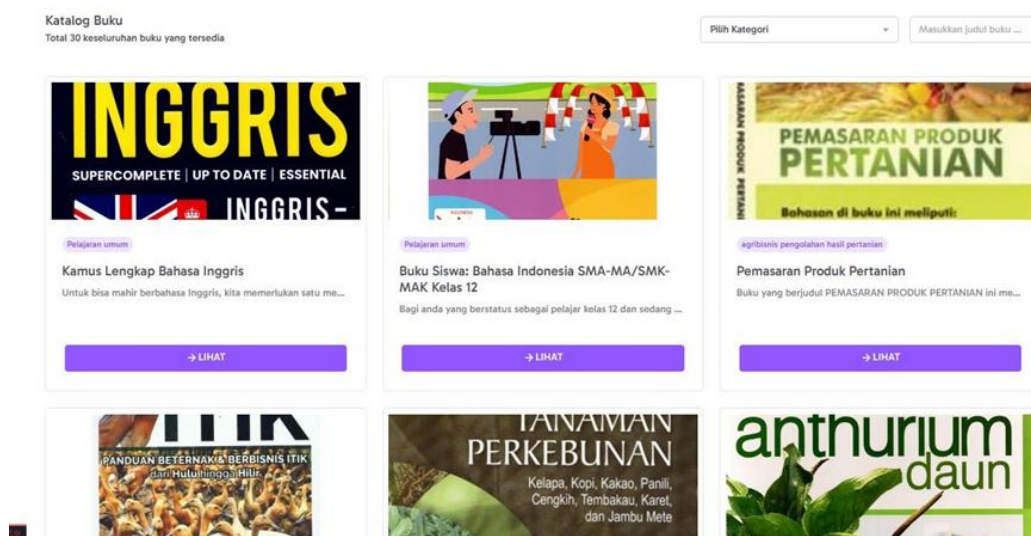 Katalog Buku
Total 30 keseluruhan buku yang tersedia
Pilih Kategori
Masukkan judul buku ...
INGGRIS
SUPERCOMPLETE | UP TO DATE | ESSENTIAL
INGGRIS-
PEMASARAN PRODUK
PERTANIAN
Bahasan di buku ini meliputi:
Pelajaran umum
Kamus Lengkap Bahasa Inggris
Untuk bisa mahir berbahasa Inggris, kita memerlukan satu me...
→ LIHAT
Pelajaran umum
Buku Siswa: Bahasa Indonesia SMA-MA/SMK-
MAK Kelas 12
Bagi anda yang berstatus sebagai pelajar kelas 12 dan sedang ...
→ LIHAT
agribisnis pengolahan hasil pertanian
Pemasaran Produk Pertanian
Buku yang berjudul PEMASARAN PRODUK PERTANIAN ini me...
→ LIHAT
ITIK
PANDUAN BETERNAK & BERBISNIS ITIK
dari Hulu hingga Hilir
TANAMAN
PERKEBUNAN
Kelapa, Kopi, Kakao, Panili,
Cengkih, Tembakau, Karet,
dan Jambu Mete
anthurium
daun